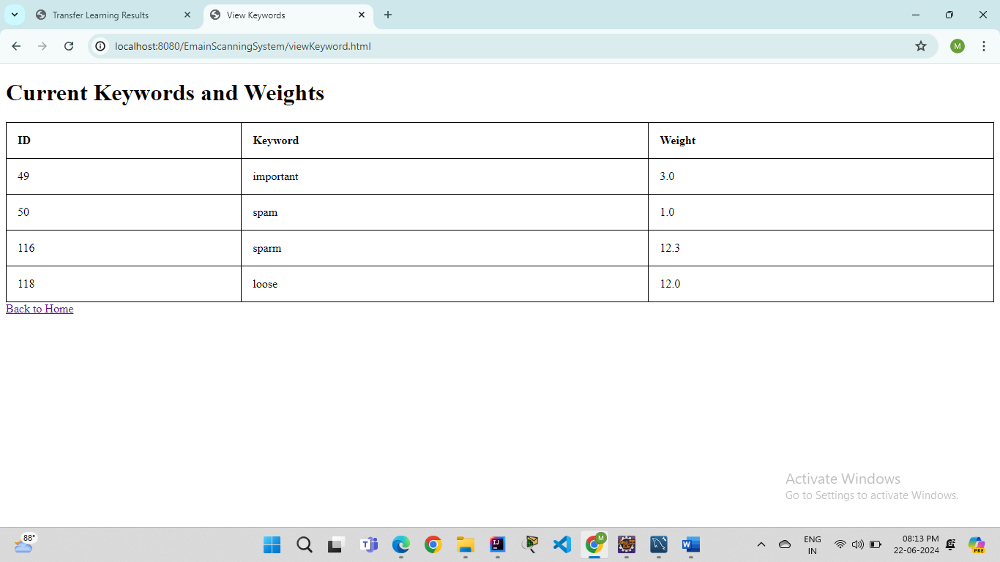 Transfer Learning Results
View Keywords
localhost:8080/EmainScanningSystem/viewKeyword.html
M
Current Keywords and Weights
ID Keyword Weight
49 important 3.0
50 spam 1.0
116 sparm 12.3
118 loose 12.0
Back to Home
Activate Windows
Go to Settings to activate Windows.
88°
M
ENG
IN
08:13 PM
22-06-2024
PRE